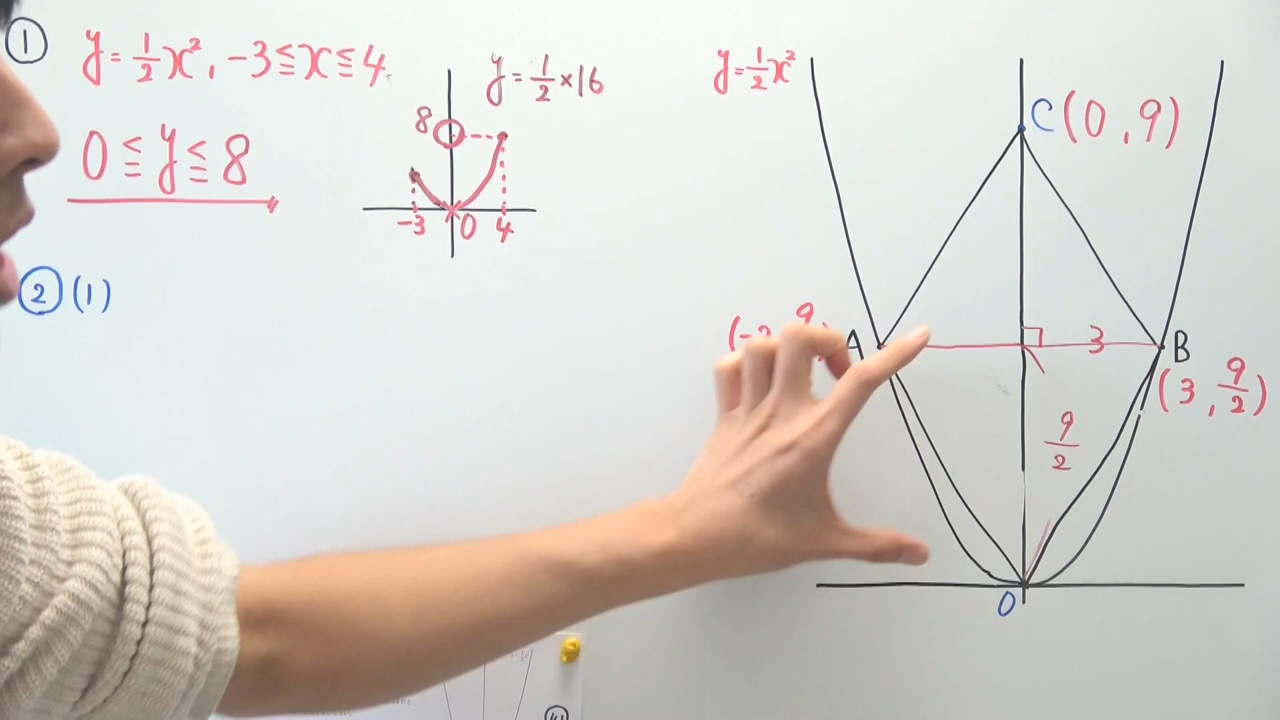 ① y=1/2x², -3≦x≦4
0≦y≦8
y=1/2×16
8
-3 0 4
② (1)
y=1/2x²
C(0,9)
A
3
B
(3,9/2)
9/2
O